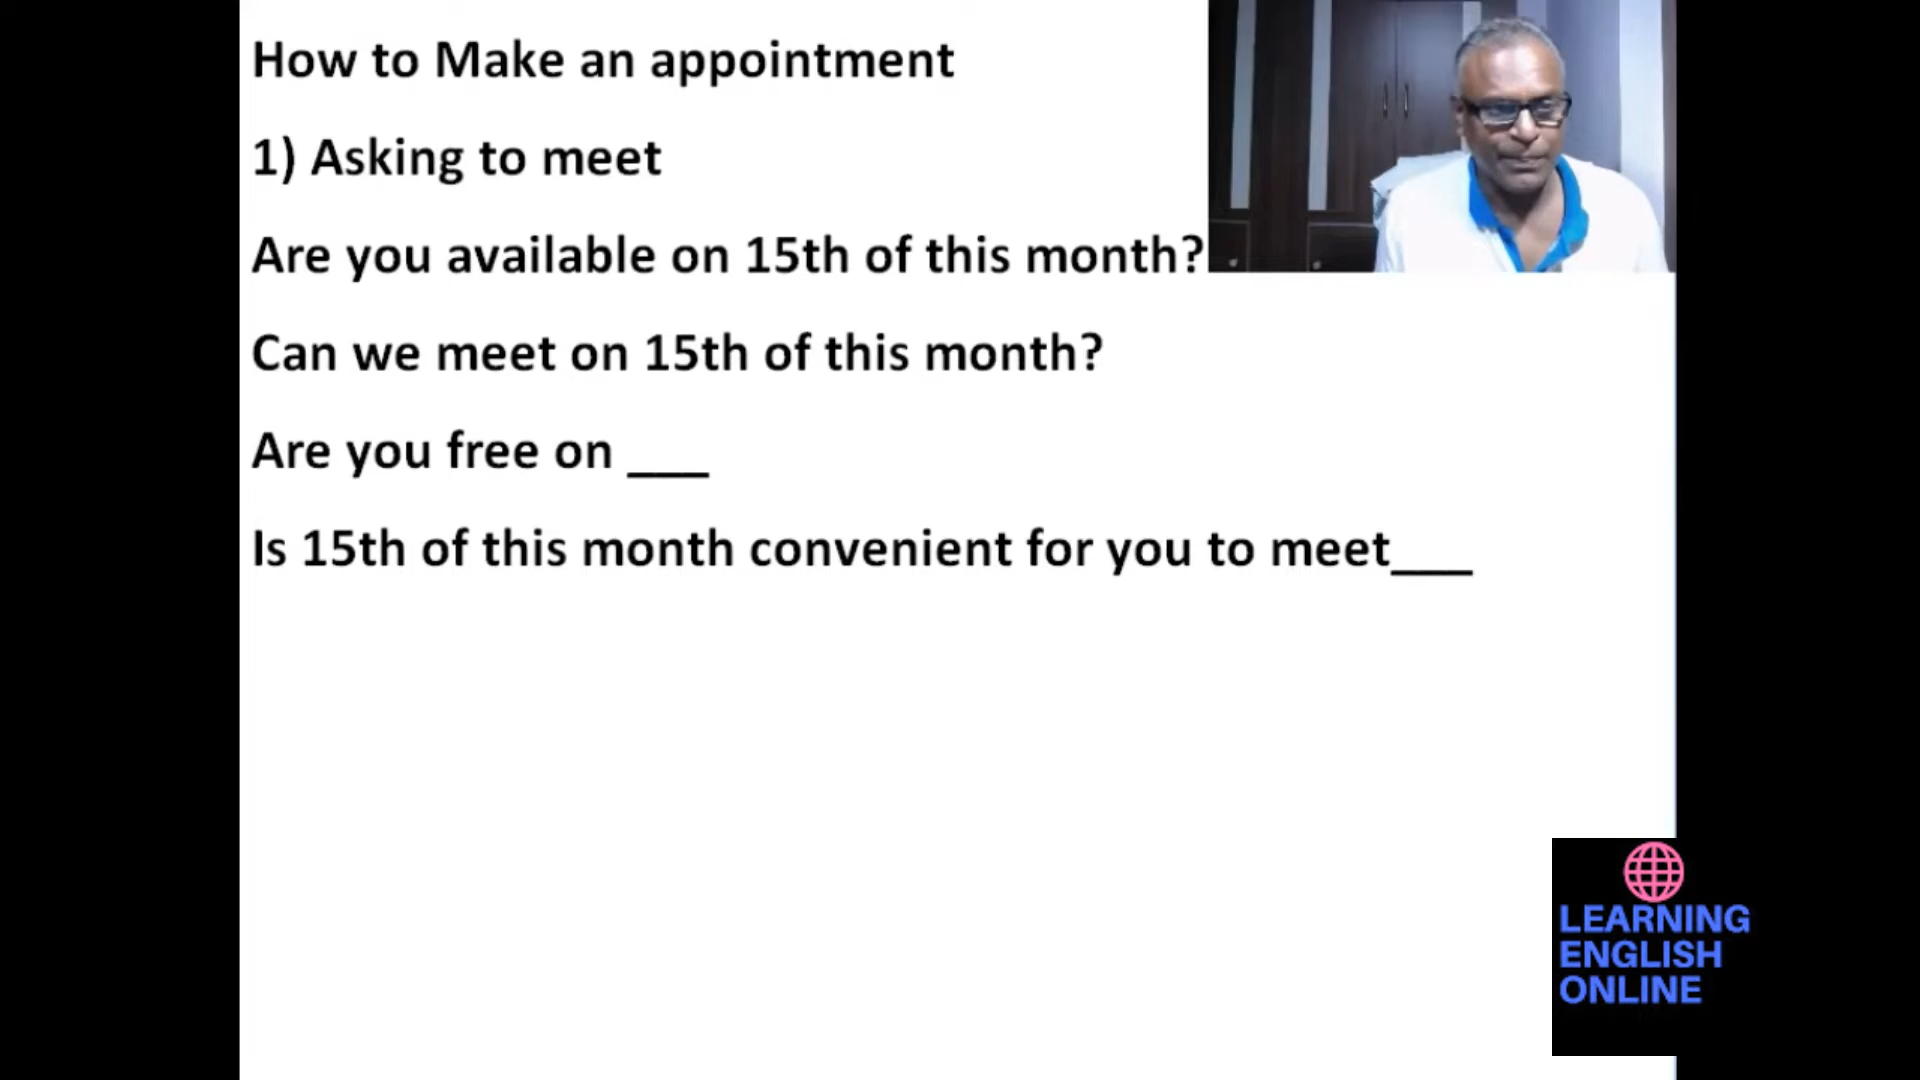 How to Make an appointment
1) Asking to meet
Are you available on 15th of this month?
Can we meet on 15th of this month?
Are you free on ___
Is 15th of this month convenient for you to meet___
LEARNING
ENGLISH
ONLINE